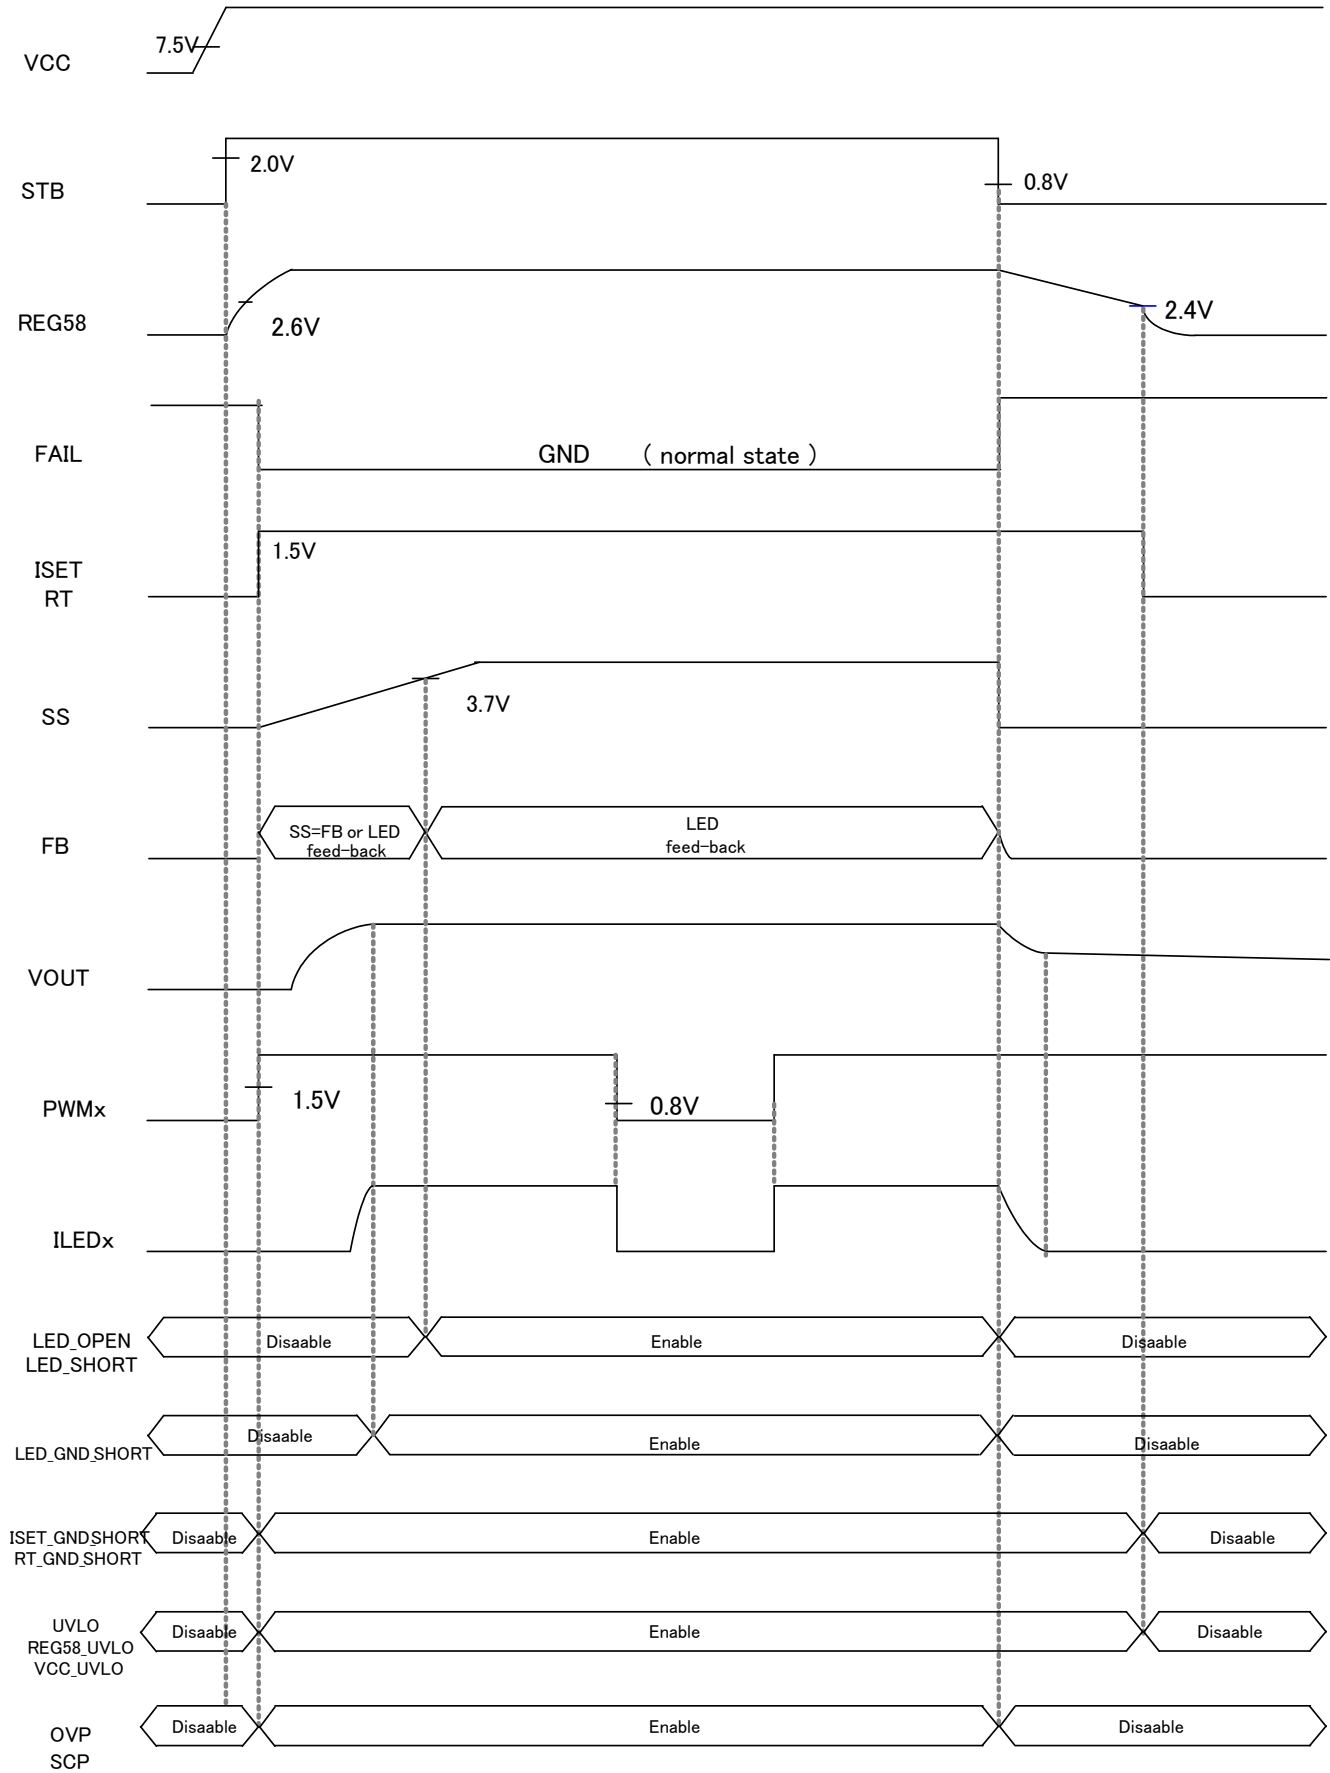 7.5V
VCC
2.0V
STB
0.8V
REG58
2.6V
2.4V
FAIL
GND ( normal state )
1.5V
ISET
RT
SS
3.7V
FB
SS=FB or LED
feed-back
LED
feed-back
VOUT
PWMx
1.5V
0.8V
ILEDx
LED_OPEN
LED_SHORT
Disaable
Enable
Disaable
LED_GND_SHORT
Disaable
Enable
Disaable
ISET_GND_SHORT
RT_GND_SHORT
Disaable
Enable
Disaable
UVLO
REG58_UVLO
VCC_UVLO
Disaable
Enable
Disaable
OVP
SCP
Disaable
Enable
Disaable